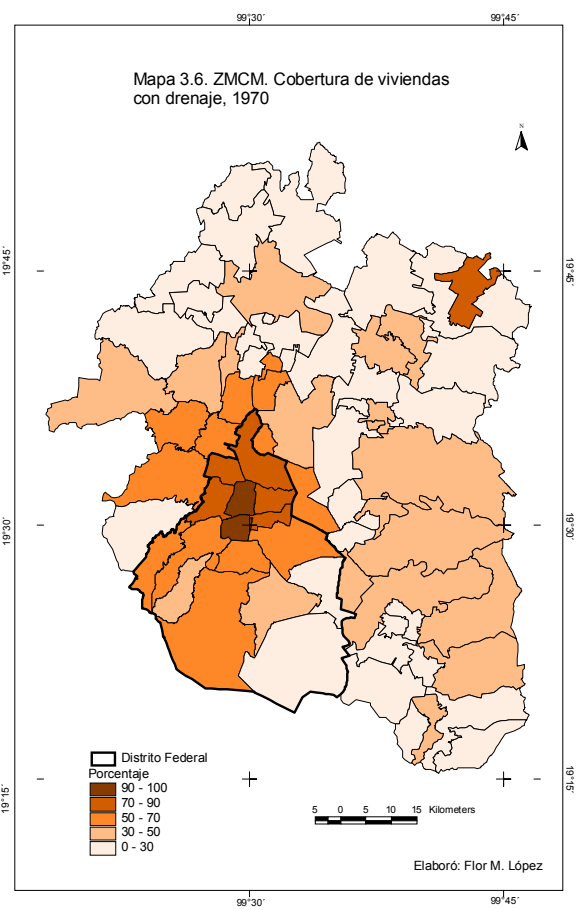 99°30´ 99°45´
Mapa 3.6. ZMCM. Cobertura de viviendas
con drenaje, 1970
N
19°45´ 19°45´
19°30´ 19°30´
19°15´ 19°15´
Distrito Federal
Porcentaje
90 - 100
70 - 90
50 - 70
30 - 50
0 - 30
5 0 5 10 15 Kilometers
Elaboró: Flor M. López
99°30´ 99°45´